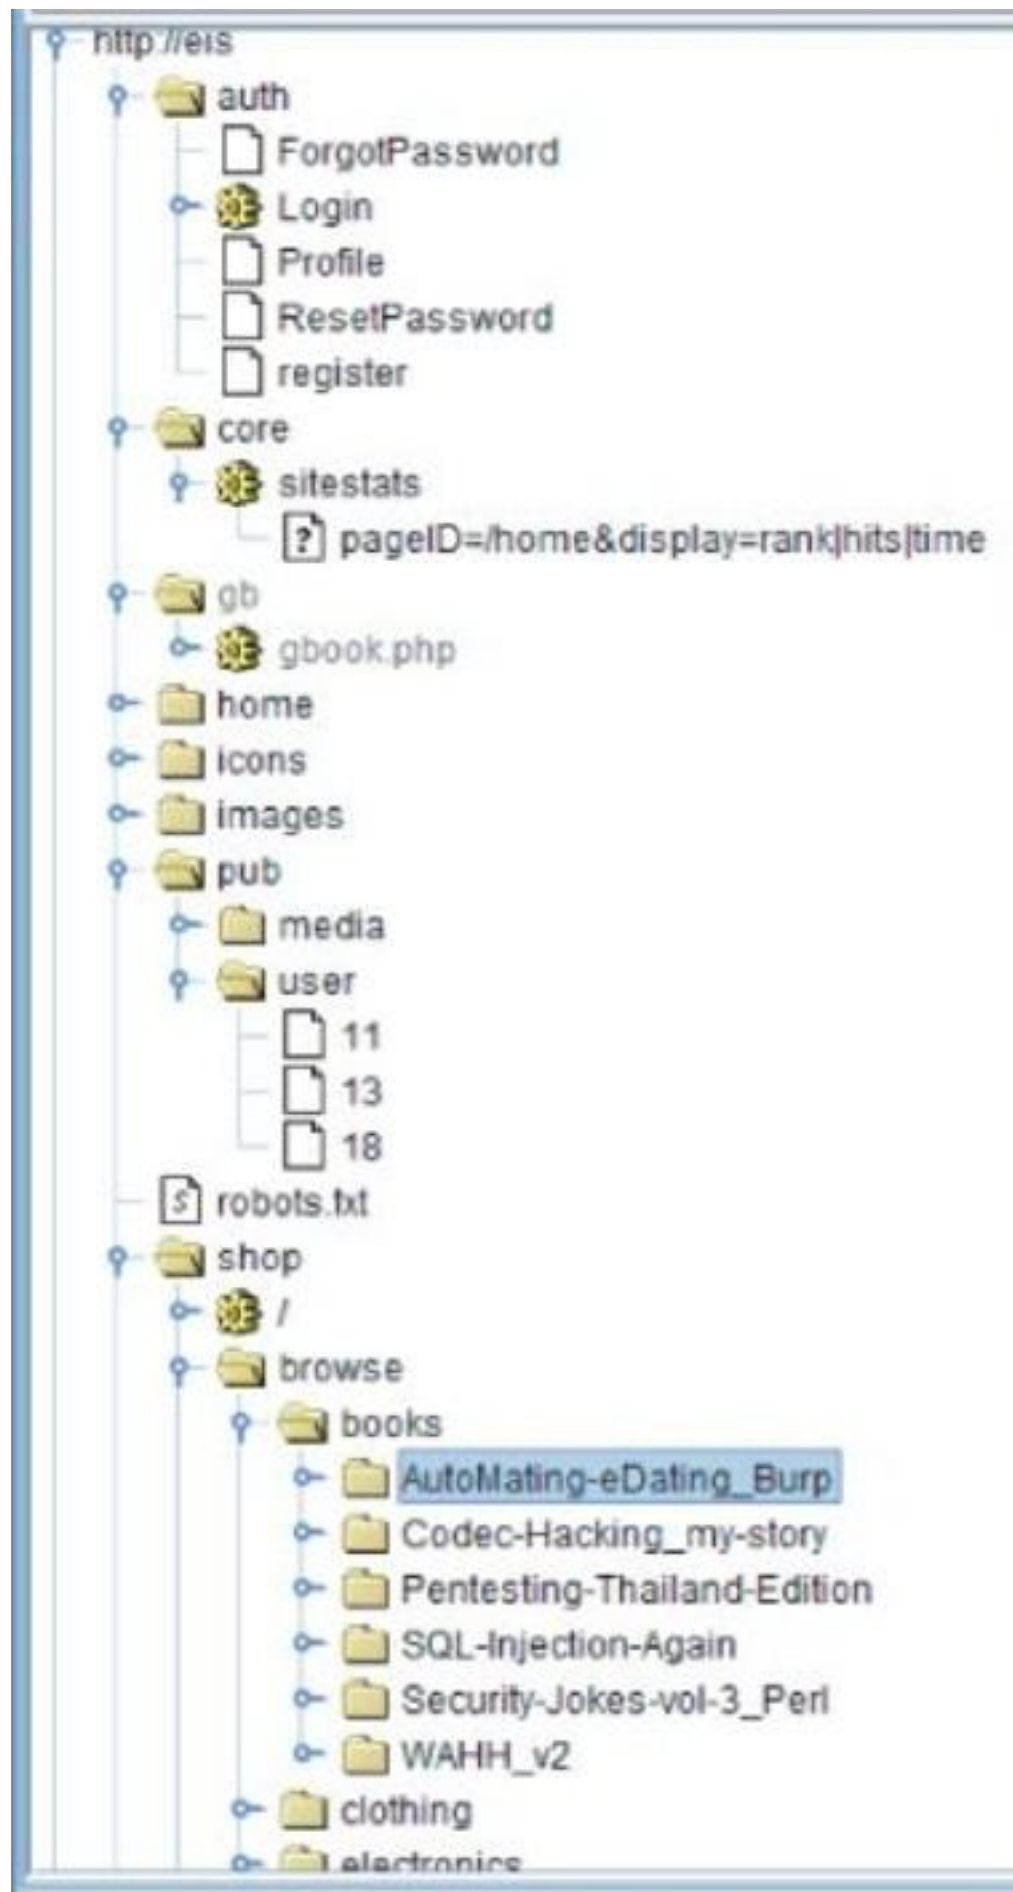 http://eis
auth
ForgotPassword
Login
Profile
ResetPassword
register
core
sitestats
? pageID=/home&display=rank|hits|time
gb
gbook.php
home
icons
images
pub
media
user
11
13
18
S robots.txt
shop
/
browse
books
AutoMating-eDating_Burp
Codec-Hacking_my-story
Pentesting-Thailand-Edition
SQL-Injection-Again
Security-Jokes-vol-3_Perl
WAHH_v2
clothing
electronics